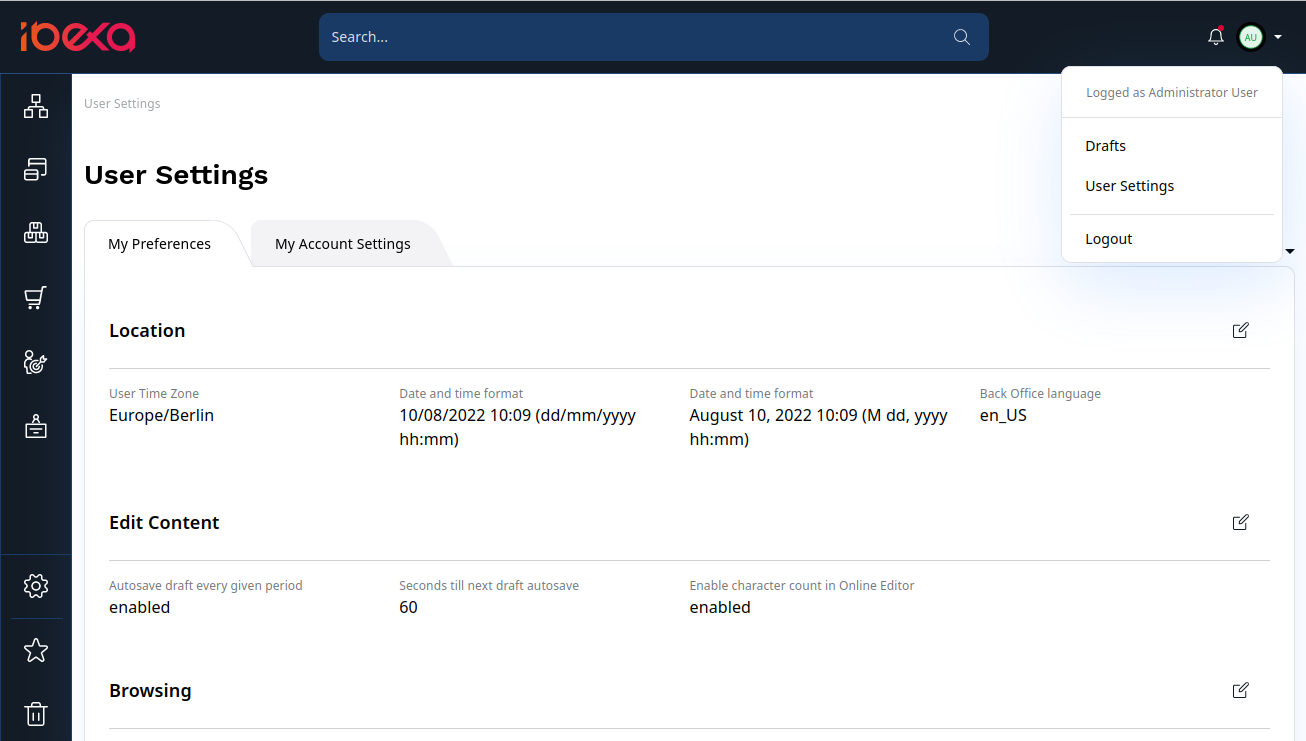 ibexa
Search...
AU
Logged as Administrator User
Drafts
User Settings
Logout
User Settings
User Settings
My Preferences
My Account Settings
Location
User Time Zone
Europe/Berlin
Date and time format
10/08/2022 10:09 (dd/mm/yyyy
hh:mm)
Date and time format
August 10, 2022 10:09 (M dd, yyyy
hh:mm)
Back Office language
en_US
Edit Content
Autosave draft every given period
enabled
Seconds till next draft autosave
60
Enable character count in Online Editor
enabled
Browsing